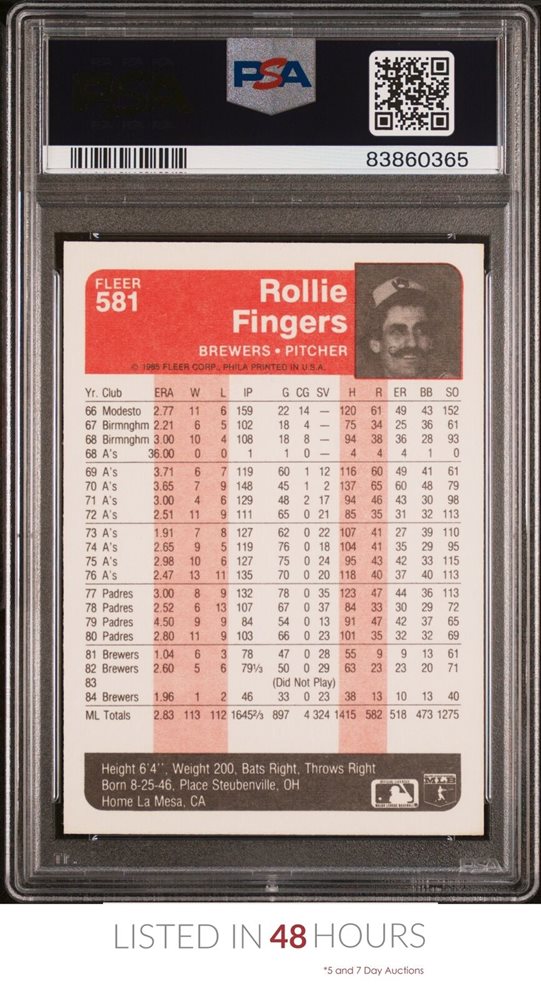 PSA
83860365
FLEER
581
Rollie
Fingers
BREWERS • PITCHER
© 1985 FLEER CORP., PHILA PRINTED IN U.S.A.
Yr. Club ERA W L IP G CG SV H R ER BB SO
66 Modesto 2.77 11 6 159 22 14 — 120 61 49 43 152
67 Birmnghm 2.21 6 5 102 18 4 — 75 34 25 36 61
68 Birmnghm 3.00 10 4 108 18 8 — 94 38 36 28 93
68 A's 36.00 0 0 1 1 0 — 4 4 4 1 0
69 A's 3.71 6 7 119 60 1 12 116 60 49 41 61
70 A's 3.65 7 9 148 45 1 2 137 65 60 48 79
71 A's 3.00 4 6 129 48 2 17 94 46 43 30 98
72 A's 2.51 11 9 111 65 0 21 85 35 31 32 113
73 A's 1.91 7 8 127 62 0 22 107 41 27 39 110
74 A's 2.65 9 5 119 76 0 18 104 41 35 29 95
75 A's 2.98 10 6 127 75 0 24 95 43 42 33 115
76 A's 2.47 13 11 135 70 0 20 118 40 37 40 113
77 Padres 3.00 8 9 132 78 0 35 123 47 44 36 113
78 Padres 2.52 6 13 107 67 0 37 84 33 30 29 72
79 Padres 4.50 9 9 84 54 0 13 91 47 42 37 65
80 Padres 2.80 11 9 103 66 0 23 101 35 32 32 69
81 Brewers 1.04 6 3 78 47 0 28 55 9 9 13 61
82 Brewers 2.60 5 6 79⅓ 50 0 29 63 23 23 20 71
83 (Did Not Play)
84 Brewers 1.96 1 2 46 33 0 23 38 13 10 13 40
ML Totals 2.83 113 112 1645⅔ 897 4 324 1415 582 518 473 1275
Height 6'4'', Weight 200, Bats Right, Throws Right
Born 8-25-46, Place Steubenville, OH
Home La Mesa, CA
MLB
PSA
LISTED IN 48 HOURS
*5 and 7 Day Auctions